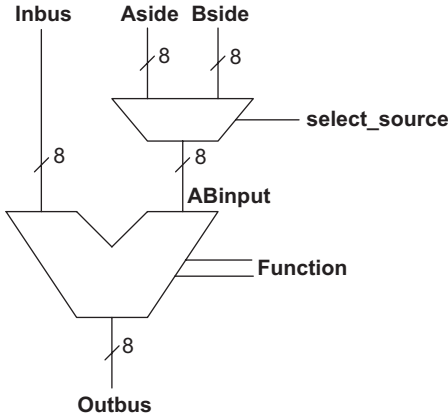 Inbus
Aside
Bside
8
8
select_source
8
8
ABinput
Function
8
Outbus